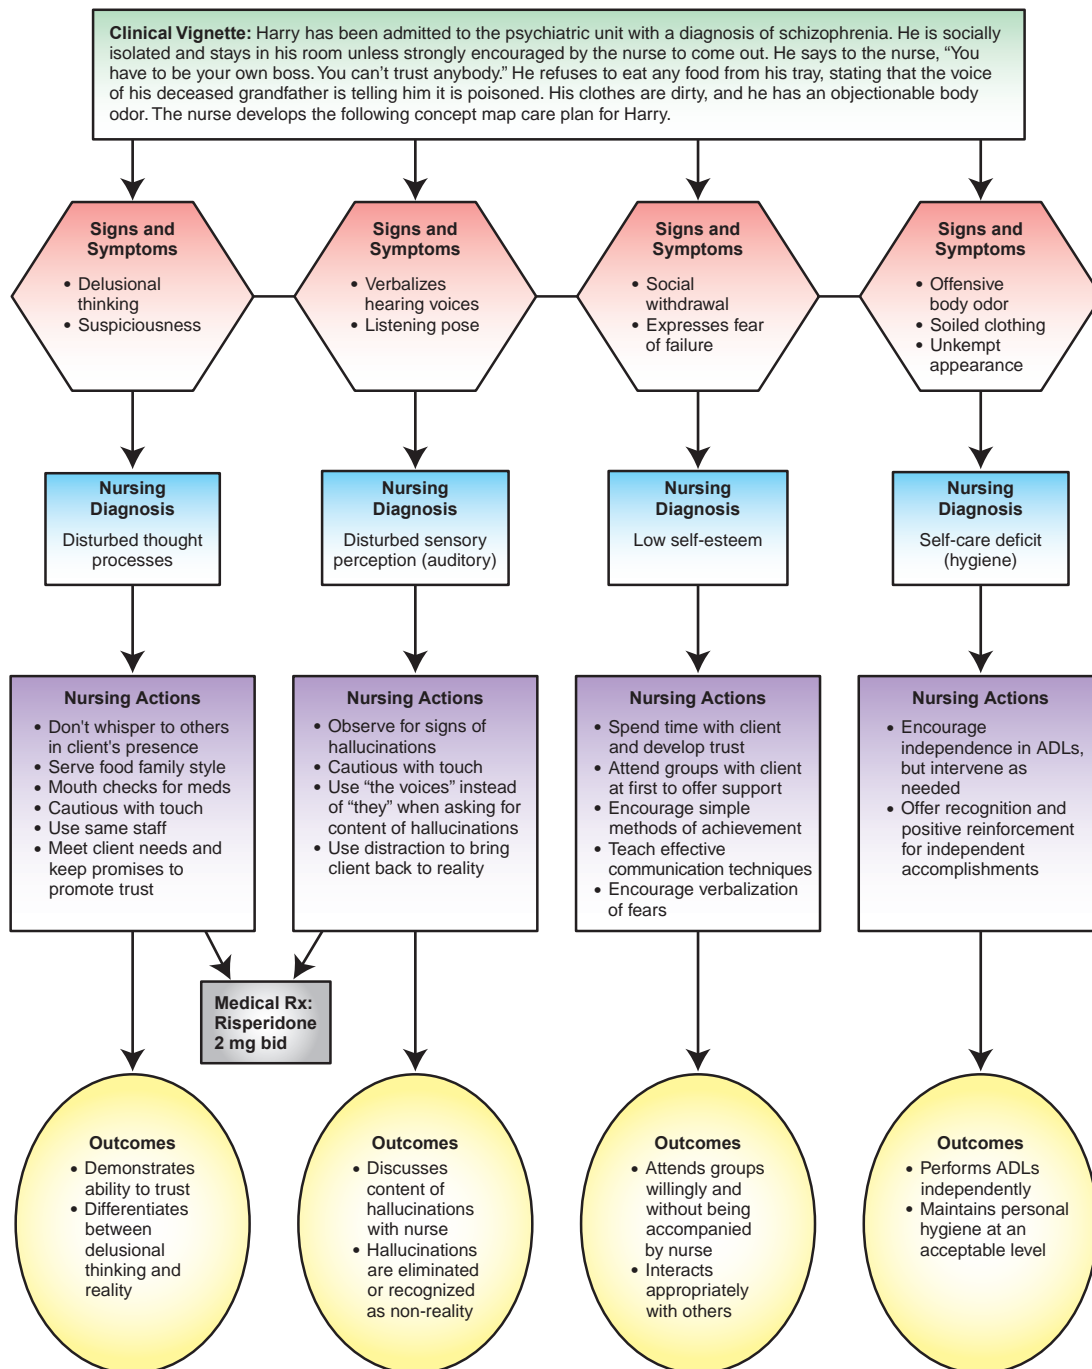 Clinical Vignette: Harry has been admitted to the psychiatric unit with a diagnosis of schizophrenia. He is socially
isolated and stays in his room unless strongly encouraged by the nurse to come out. He says to the nurse, “You
have to be your own boss. You can’t trust anybody.” He refuses to eat any food from his tray, stating that the voice
of his deceased grandfather is telling him it is poisoned. His clothes are dirty, and he has an objectionable body
odor. The nurse develops the following concept map care plan for Harry.
Signs and
Symptoms
• Delusional
thinking
• Suspiciousness
Signs and
Symptoms
• Verbalizes
hearing voices
• Listening pose
Signs and
Symptoms
• Social
withdrawal
• Expresses fear
of failure
Signs and
Symptoms
• Offensive
body odor
• Soiled clothing
• Unkempt
appearance
Nursing
Diagnosis
Disturbed thought
processes
Nursing
Diagnosis
Disturbed sensory
perception (auditory)
Nursing
Diagnosis
Low self-esteem
Nursing
Diagnosis
Self-care deficit
(hygiene)
Nursing Actions
• Don't whisper to others
in client's presence
• Serve food family style
• Mouth checks for meds
• Cautious with touch
• Use same staff
• Meet client needs and
keep promises to
promote trust
Nursing Actions
• Observe for signs of
hallucinations
• Cautious with touch
• Use “the voices” instead
of “they” when asking for
content of hallucinations
• Use distraction to bring
client back to reality
Nursing Actions
• Spend time with client
and develop trust
• Attend groups with client
at first to offer support
• Encourage simple
methods of achievement
• Teach effective
communication techniques
• Encourage verbalization
of fears
Nursing Actions
• Encourage
independence in ADLs,
but intervene as
needed
• Offer recognition and
positive reinforcement
for independent
accomplishments
Medical Rx:
Risperidone
2 mg bid
Outcomes
• Demonstrates
ability to trust
• Differentiates
between
delusional
thinking and
reality
Outcomes
• Discusses
content of
hallucinations
with nurse
• Hallucinations
are eliminated
or recognized
as non-reality
Outcomes
• Attends groups
willingly and
without being
accompanied
by nurse
• Interacts
appropriately
with others
Outcomes
• Performs ADLs
independently
• Maintains personal
hygiene at an
acceptable level